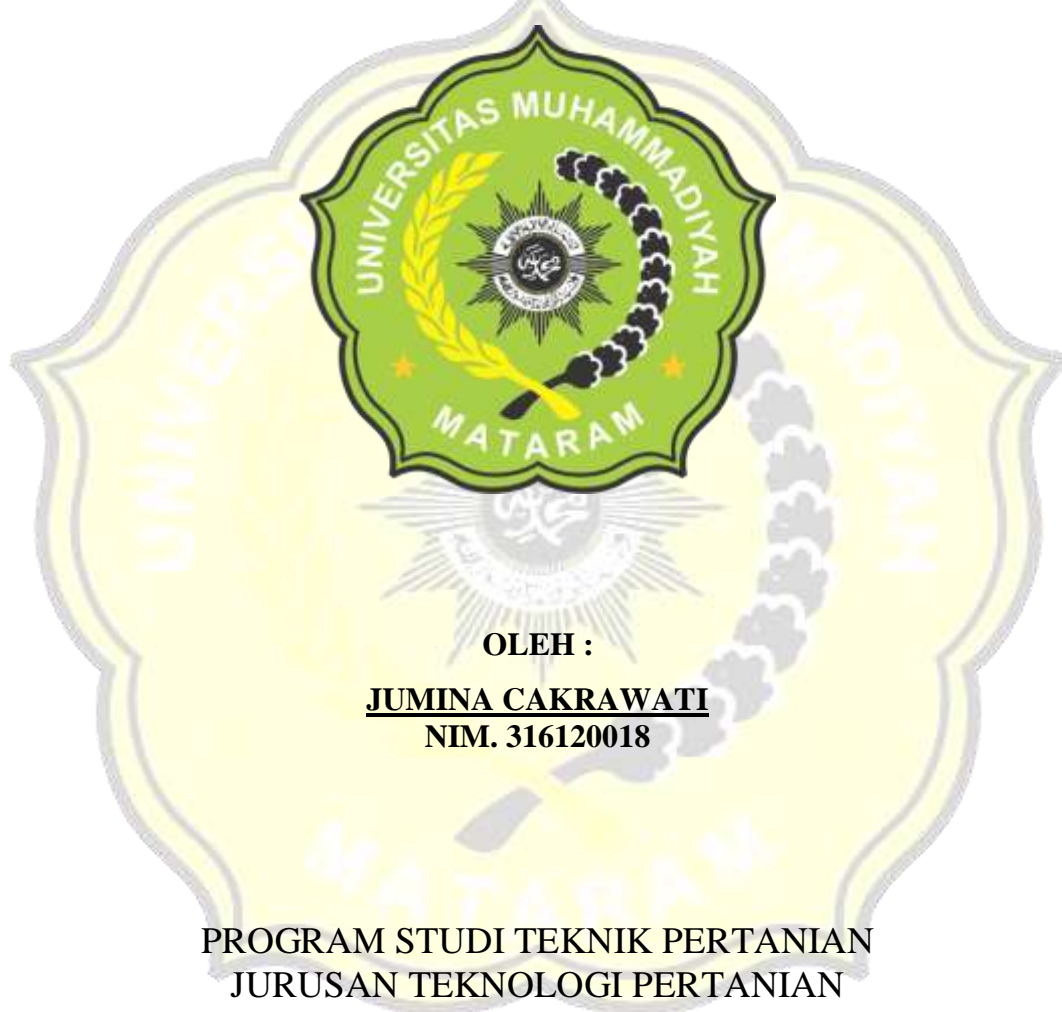 UNIVERSITAS MUHAMMADIYAH
MATARAM
OLEH :
JUMINA CAKRAWATI
NIM. 316120018
PROGRAM STUDI TEKNIK PERTANIAN
JURUSAN TEKNOLOGI PERTANIAN